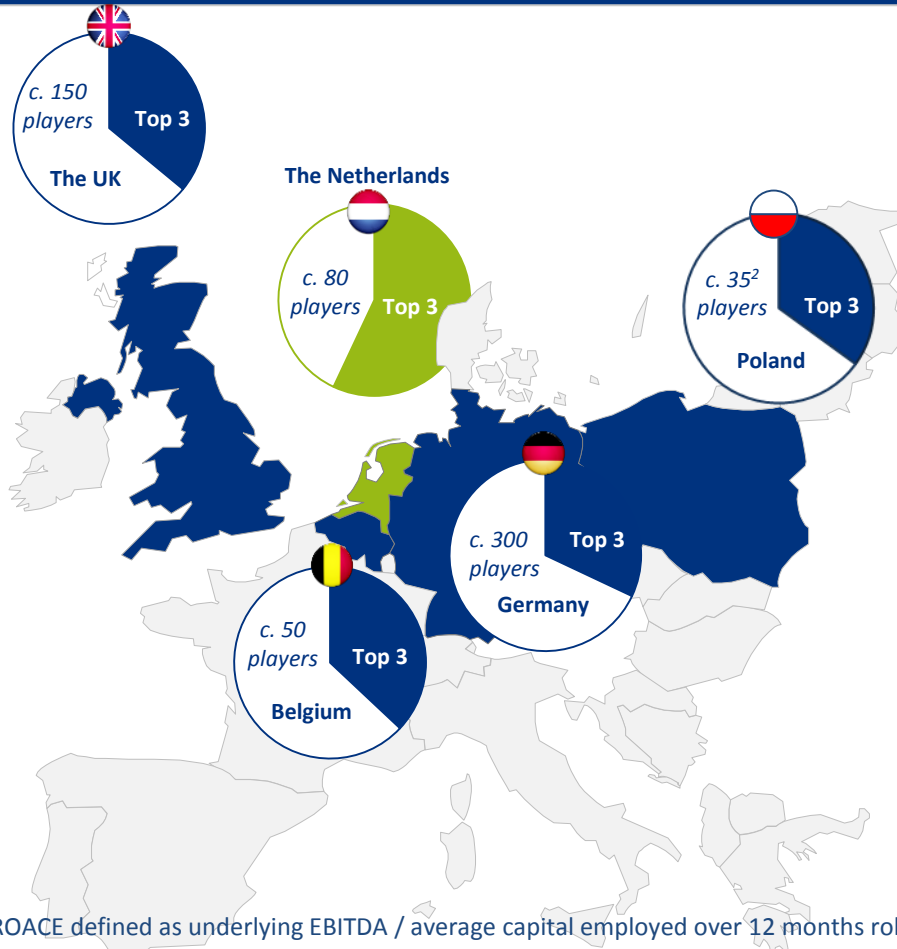 c. 150
players
Top 3
The UK
The Netherlands
c. 80
players
Top 3
c. 35²
players
Top 3
Poland
c. 300
players
Top 3
Germany
c. 50
players
Top 3
Belgium
ROACE defined as underlying EBITDA / average capital employed over 12 months rol